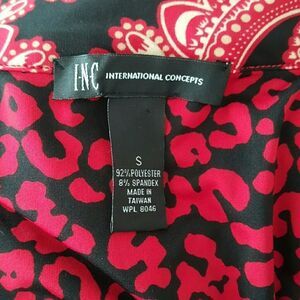 I·N·C INTERNATIONAL CONCEPTS
S
92% POLYESTER
8% SPANDEX
MADE IN
TAIWAN
WPL 8046